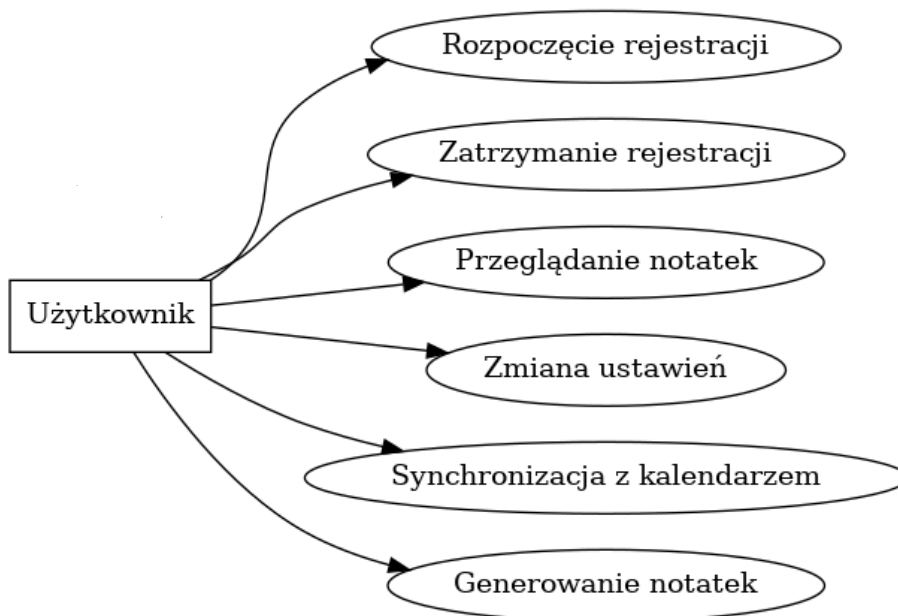 Rozpoczęcie rejestracji
Zatrzymanie rejestracji
Przeglądanie notatek
Użytkownik
Zmiana ustawień
Synchronizacja z kalendarzem
Generowanie notatek